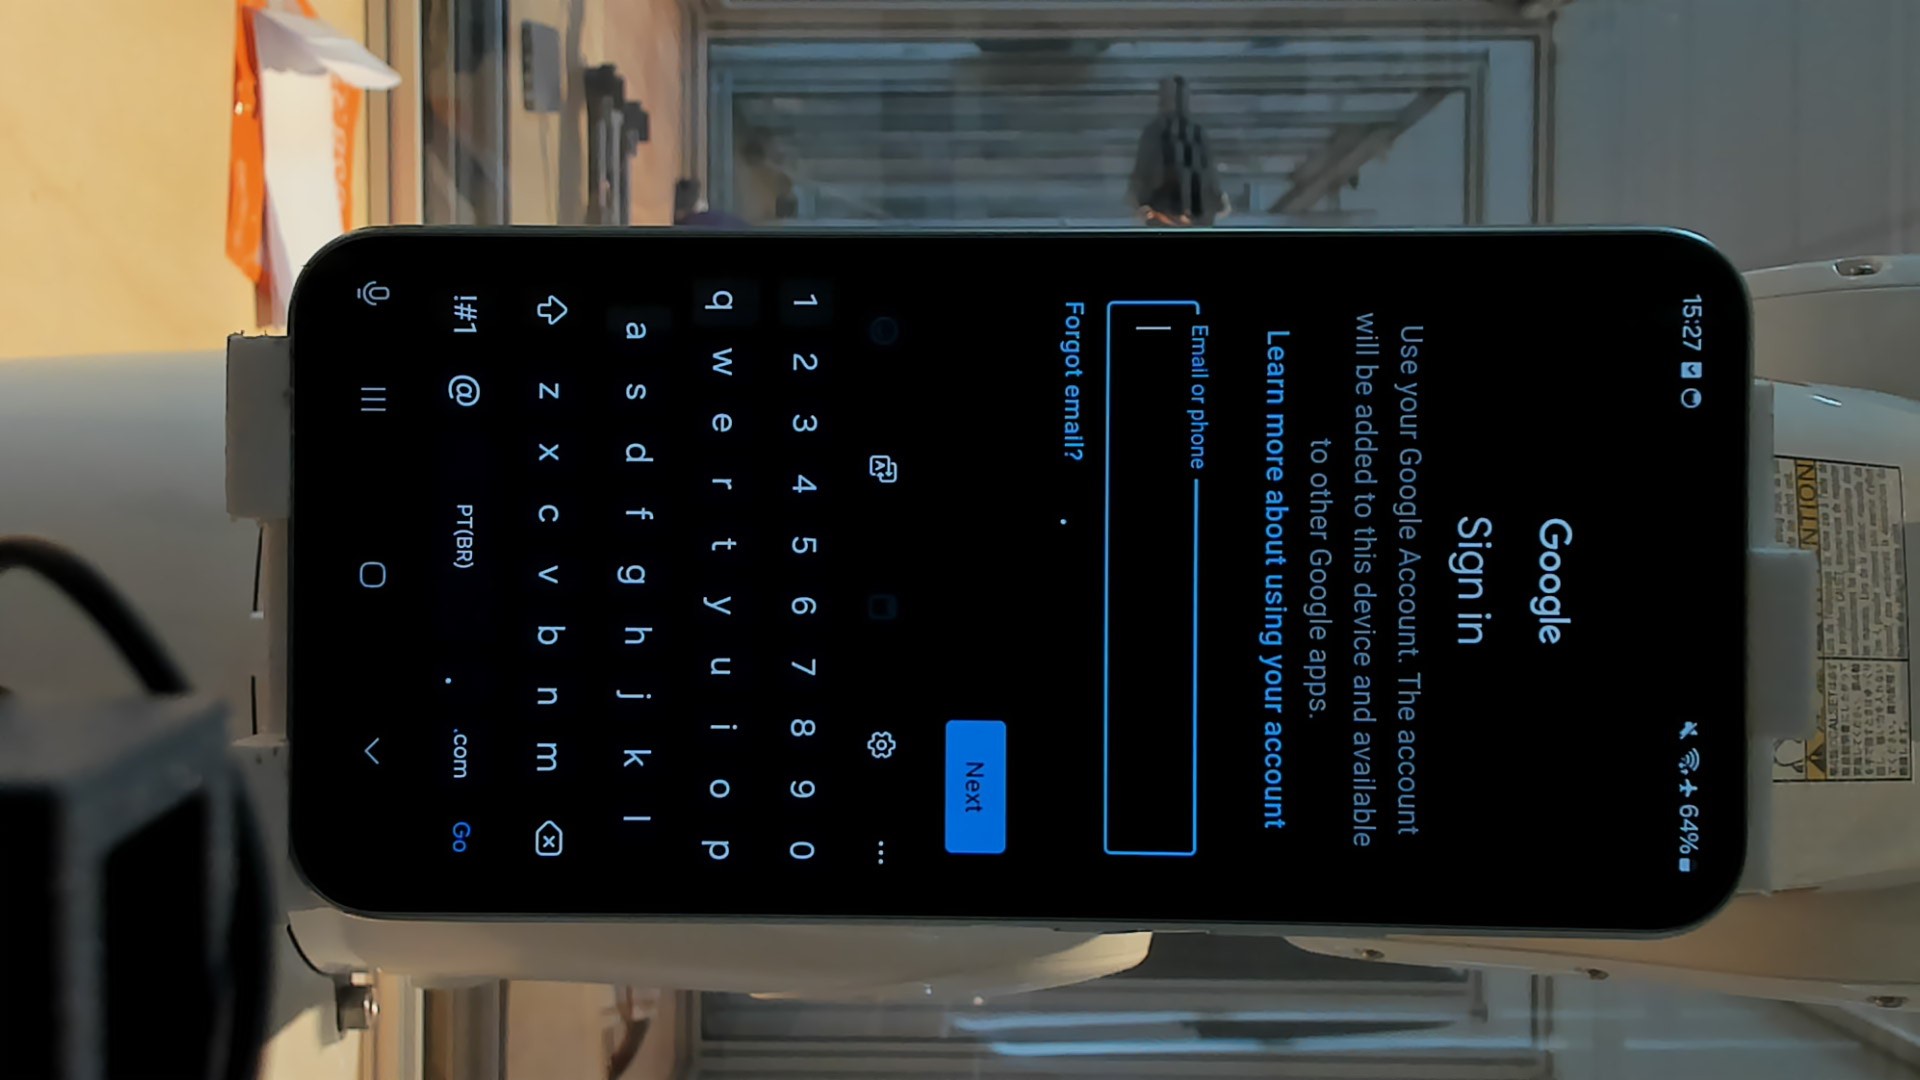 15:27 64%
Google
Sign in
Use your Google Account. The account
will be added to this device and available
to other Google apps.
Learn more about using your account
Email or phone
Forgot email?
Next
1 2 3 4 5 6 7 8 9 0
q w e r t y u i o p
a s d f g h j k l
z x c v b n m
!#1 @ PT(BR) . .com Go